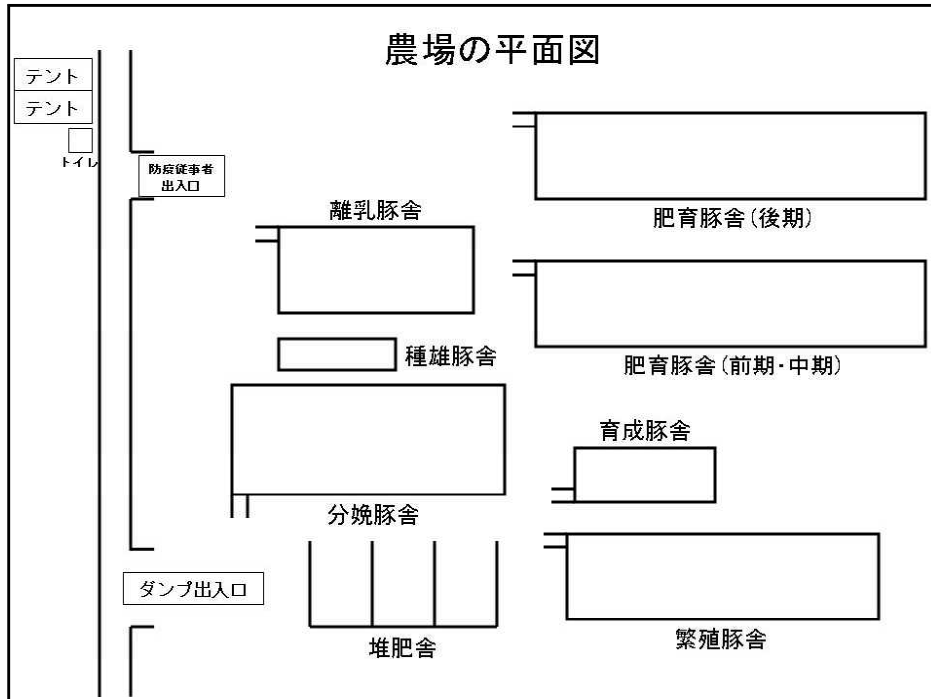 農場の平面図
テント
テント
トイレ
防疫従事者
出入口
離乳豚舎
肥育豚舎(後期)
種雄豚舎
肥育豚舎(前期・中期)
育成豚舎
分娩豚舎
ダンプ出入口
堆肥舎
繁殖豚舎